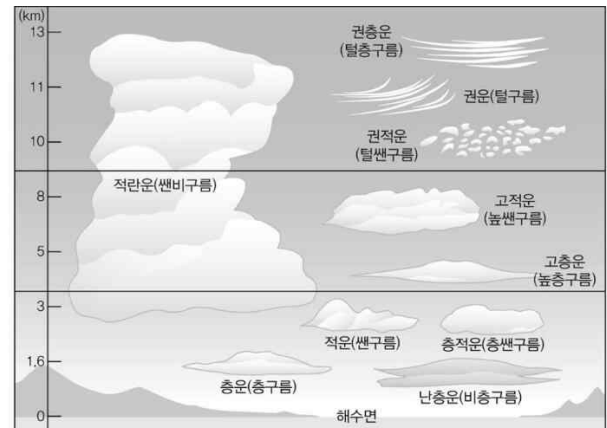 (km)
13
권층운
(털층구름)
11
권운(털구름)
권적운
(털쌘구름)
10
적란운(쌘비구름)
8
고적운
(높쌘구름)
5
고층운
(높층구름)
3
적운(쌘구름)
층적운(층쌘구름)
1.6
층운(층구름)
난층운(비층구름)
0
해수면